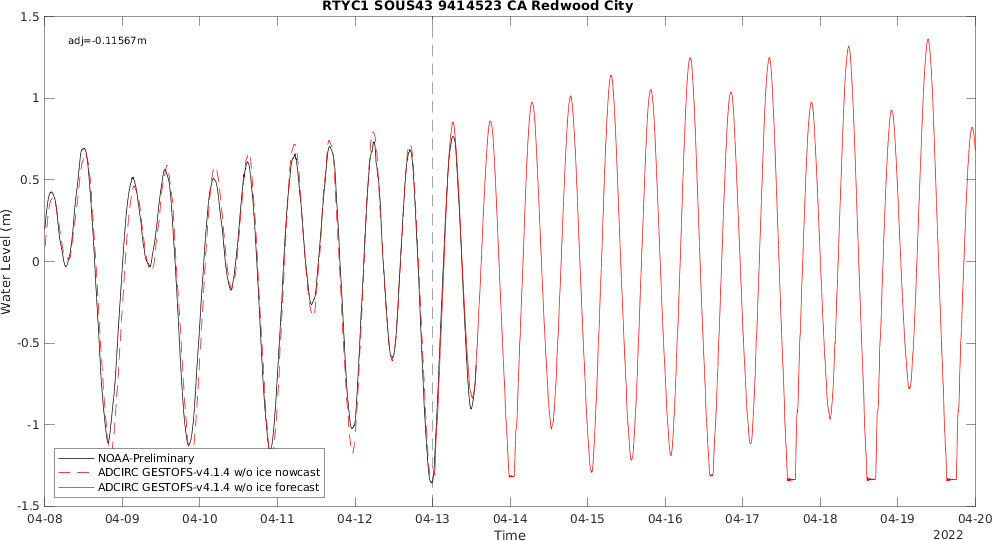 RTYC1 SOUS43 9414523 CA Redwood City
adj=-0.11567m
1.5
1
0.5
0
-0.5
-1
-1.5
Water Level (m)
NOAA-Preliminary
ADCIRC GESTOFS-v4.1.4 w/o ice nowcast
ADCIRC GESTOFS-v4.1.4 w/o ice forecast
04-08 04-09 04-10 04-11 04-12 04-13 04-14 04-15 04-16 04-17 04-18 04-19 04-20
Time
2022